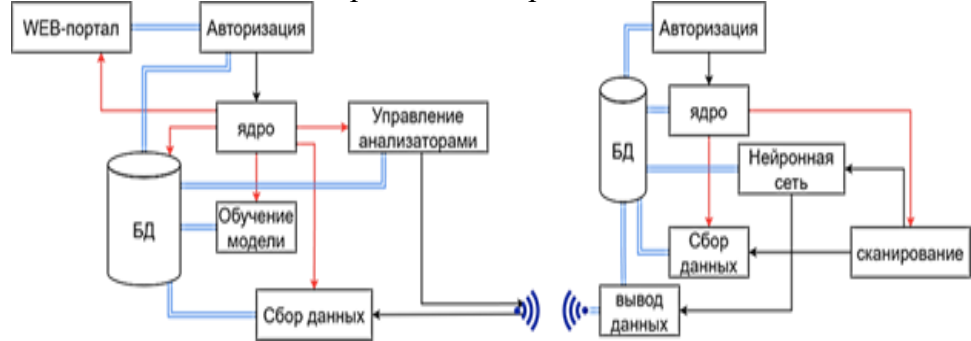 WEB-портал
Авторизация
ядро
Управление
анализаторами
БД
Обучение
модели
Сбор данных
Авторизация
ядро
БД
Нейронная
сеть
Сбор
данных
сканирование
вывод
данных